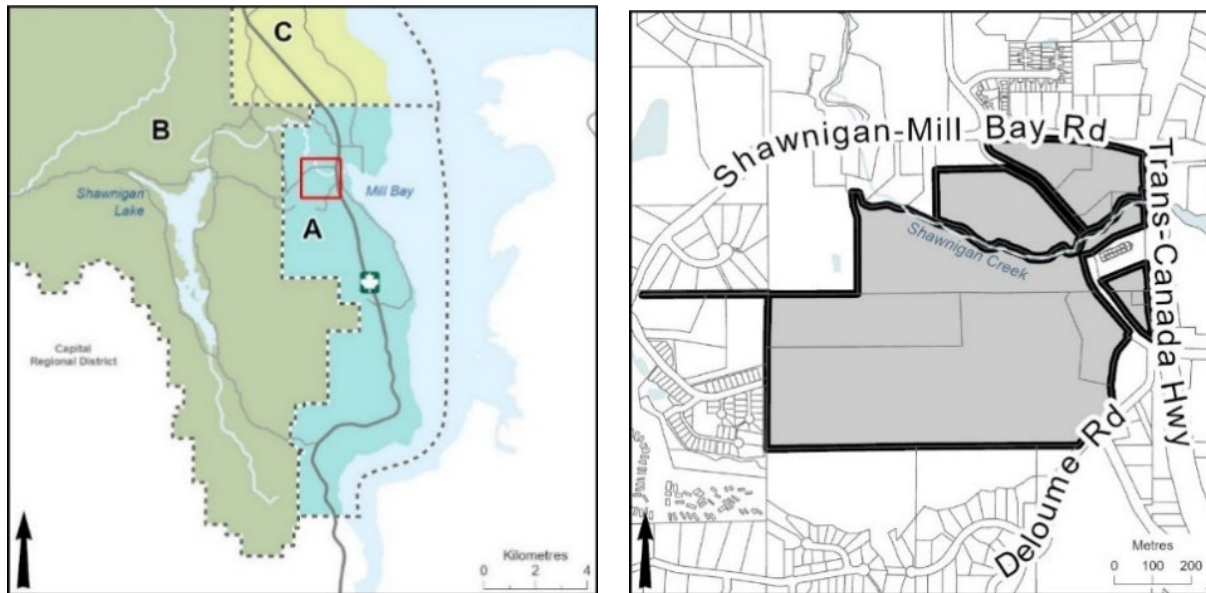 C
B
Shawnigan
Lake
Mill Bay
A
Capital
Regional District
Kilometres
0 2 4
Shawnigan-Mill Bay Rd
Trans-Canada Hwy
Shawnigan Creek
Deloume Rd
Metres
0 100 200